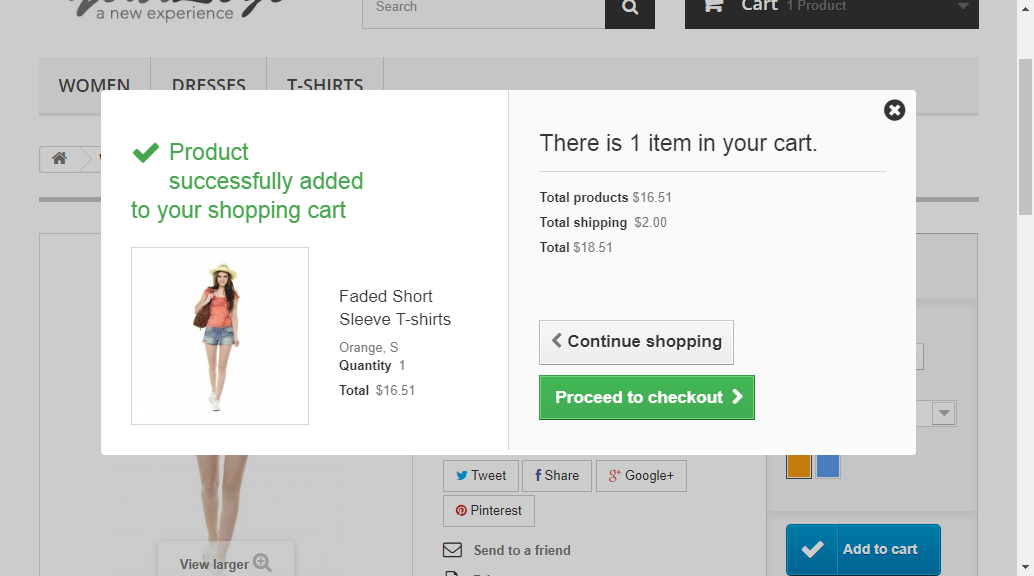 a new experience
Search
Cart 1 Product
WOMEN
DRESSES
T-SHIRTS
Product
successfully added
to your shopping cart
There is 1 item in your cart.
Total products $16.51
Total shipping $2.00
Total $18.51
Faded Short
Sleeve T-shirts
Orange, S
Quantity 1
Total $16.51
Continue shopping
Proceed to checkout
Tweet
Share
Google+
Pinterest
Send to a friend
View larger
Add to cart